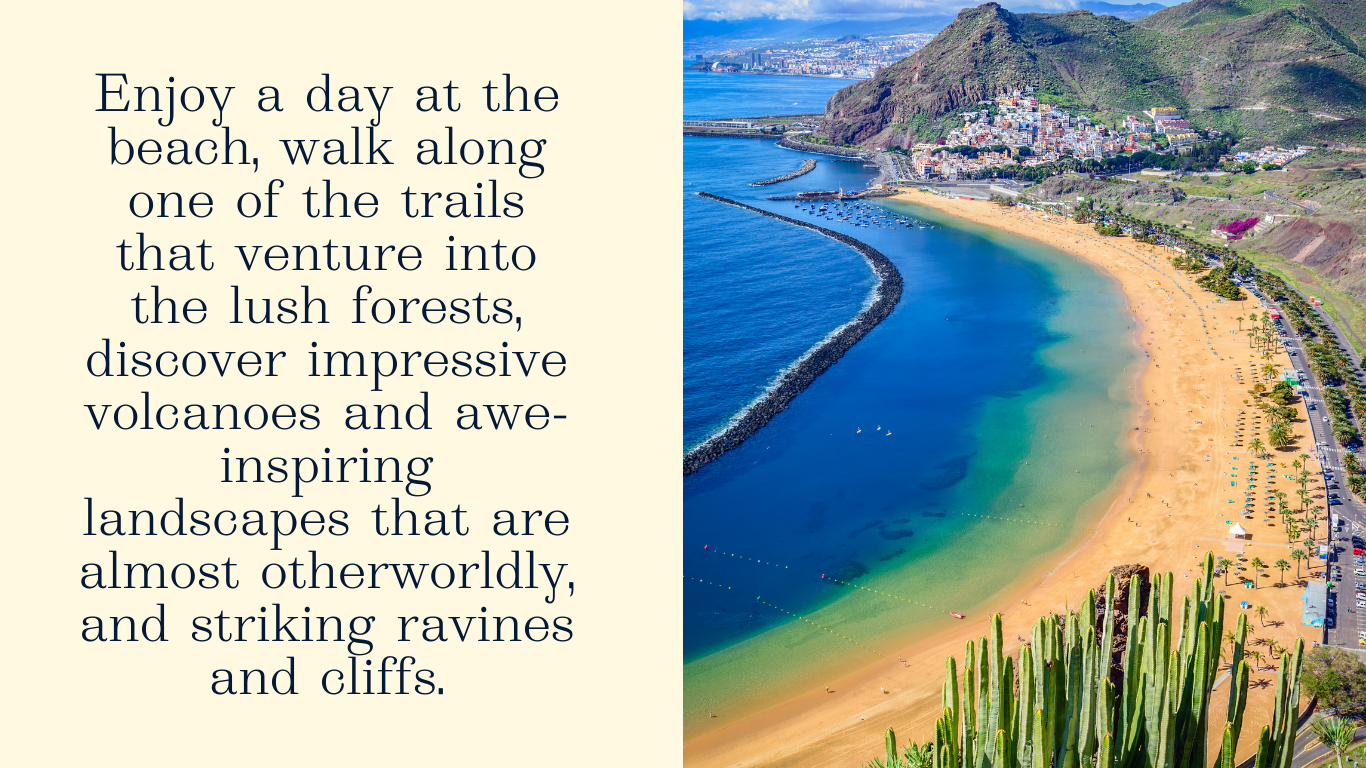 Enjoy a day at the
beach, walk along
one of the trails
that venture into
the lush forests,
discover impressive
volcanoes and awe-
inspiring
landscapes that are
almost otherworldly,
and striking ravines
and cliffs.